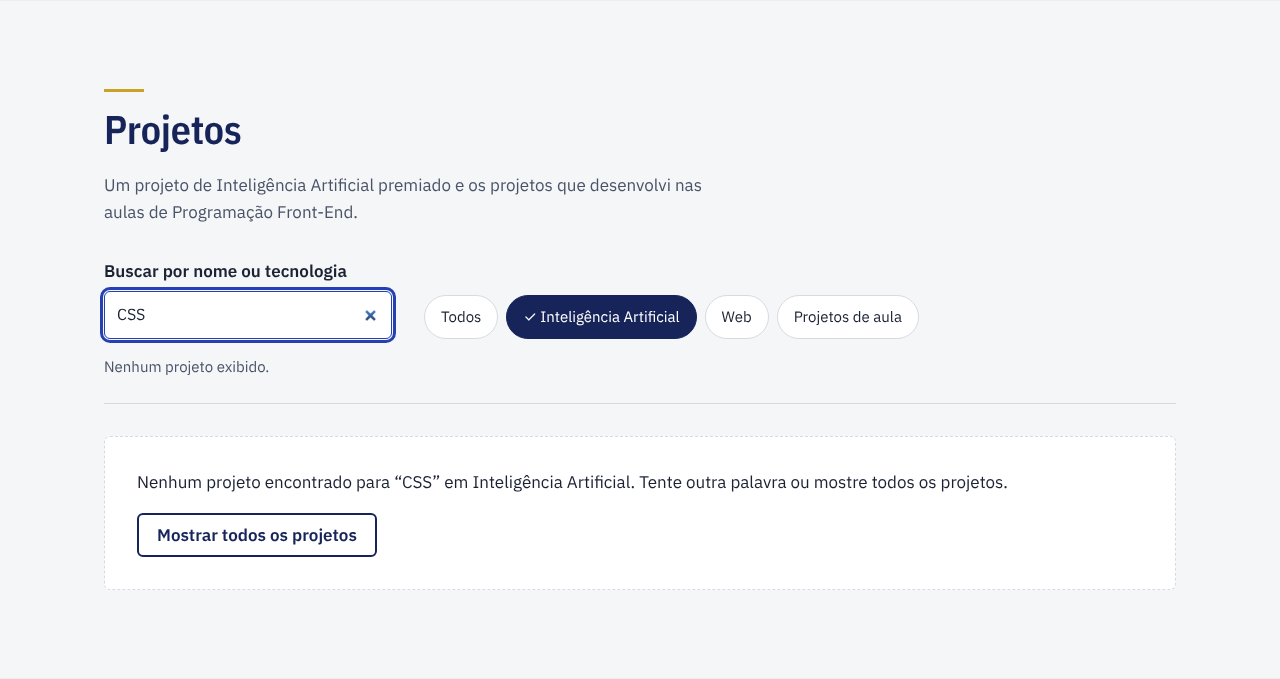 Projetos
Um projeto de Inteligência Artificial premiado e os projetos que desenvolvi nas
aulas de Programação Front-End.
Buscar por nome ou tecnologia
CSS
Todos
✓ Inteligência Artificial
Web
Projetos de aula
Nenhum projeto exibido.
Nenhum projeto encontrado para “CSS” em Inteligência Artificial. Tente outra palavra ou mostre todos os projetos.
Mostrar todos os projetos